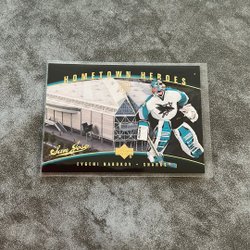 HOMETOWN HEROES
San Jose
EVGENI NABOKOV - SHARKS